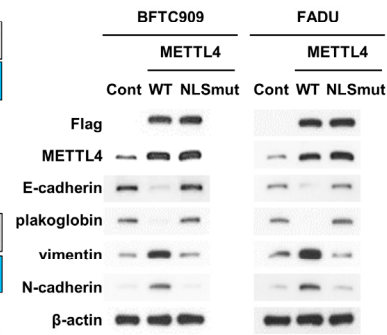 BFTC909 FADU
METTL4 METTL4
Cont WT NLSmut Cont WT NLSmut
Flag
METTL4
E-cadherin
plakoglobin
vimentin
N-cadherin
β-actin